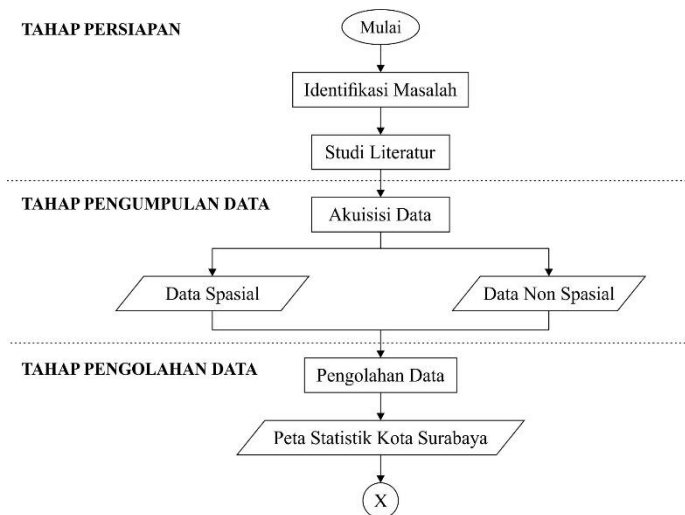 TAHAP PERSIAPAN
Mulai
Identifikasi Masalah
Studi Literatur
TAHAP PENGUMPULAN DATA
Akuisisi Data
Data Spasial
Data Non Spasial
TAHAP PENGOLAHAN DATA
Pengolahan Data
Peta Statistik Kota Surabaya
X